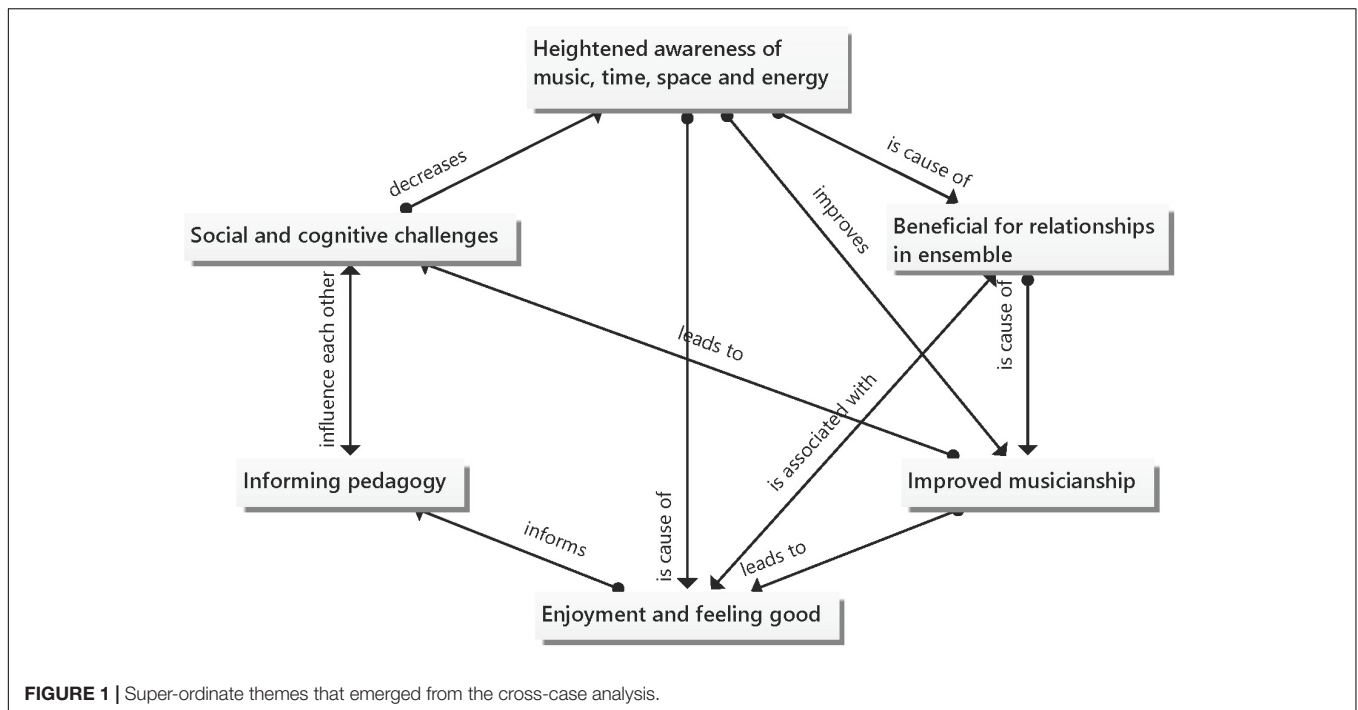 Heightened awareness of
music, time, space and energy
decreases
is cause of
improves
Social and cognitive challenges
Beneficial for relationships
in ensemble
influence each other
leads to
is cause of
is associated with
Informing pedagogy
Improved musicianship
is cause of
informs
leads to
Enjoyment and feeling good
FIGURE 1 | Super-ordinate themes that emerged from the cross-case analysis.